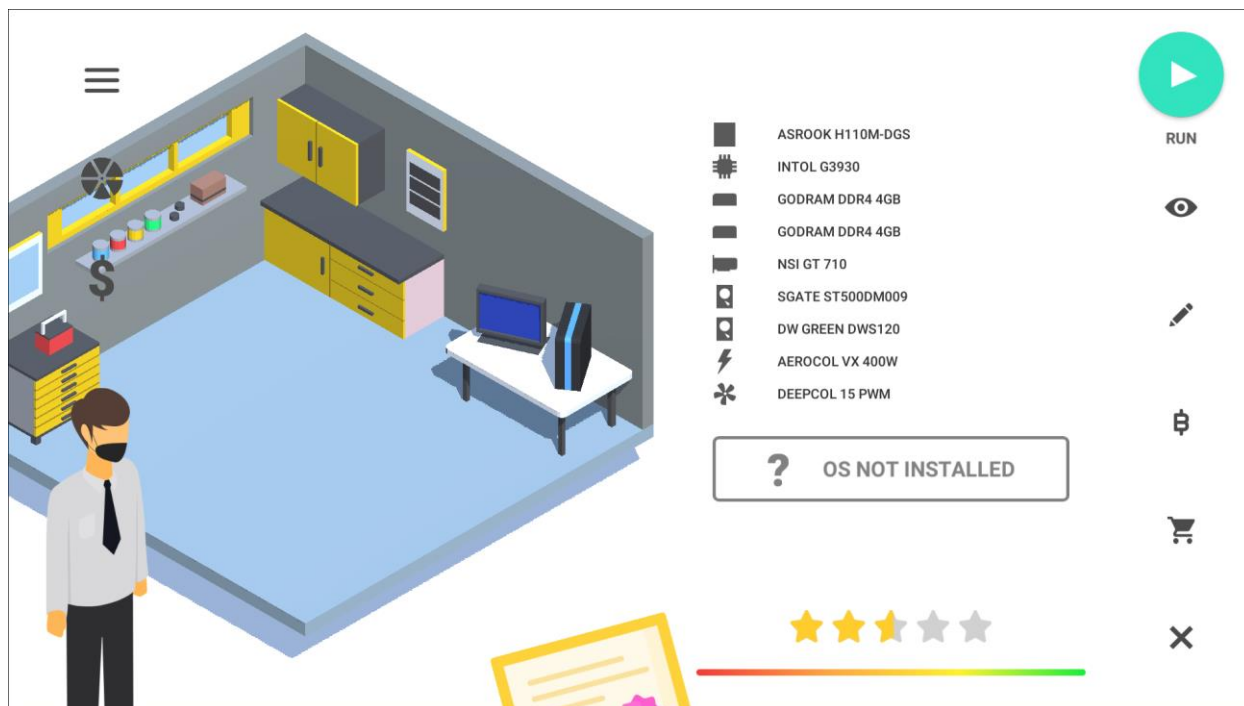 RUN
ASROOK H110M-DGS
INTOL G3930
GODRAM DDR4 4GB
GODRAM DDR4 4GB
NSI GT 710
SGATE ST500DM009
DW GREEN DWS120
AEROCOL VX 400W
DEEPCOL 15 PWM
? OS NOT INSTALLED